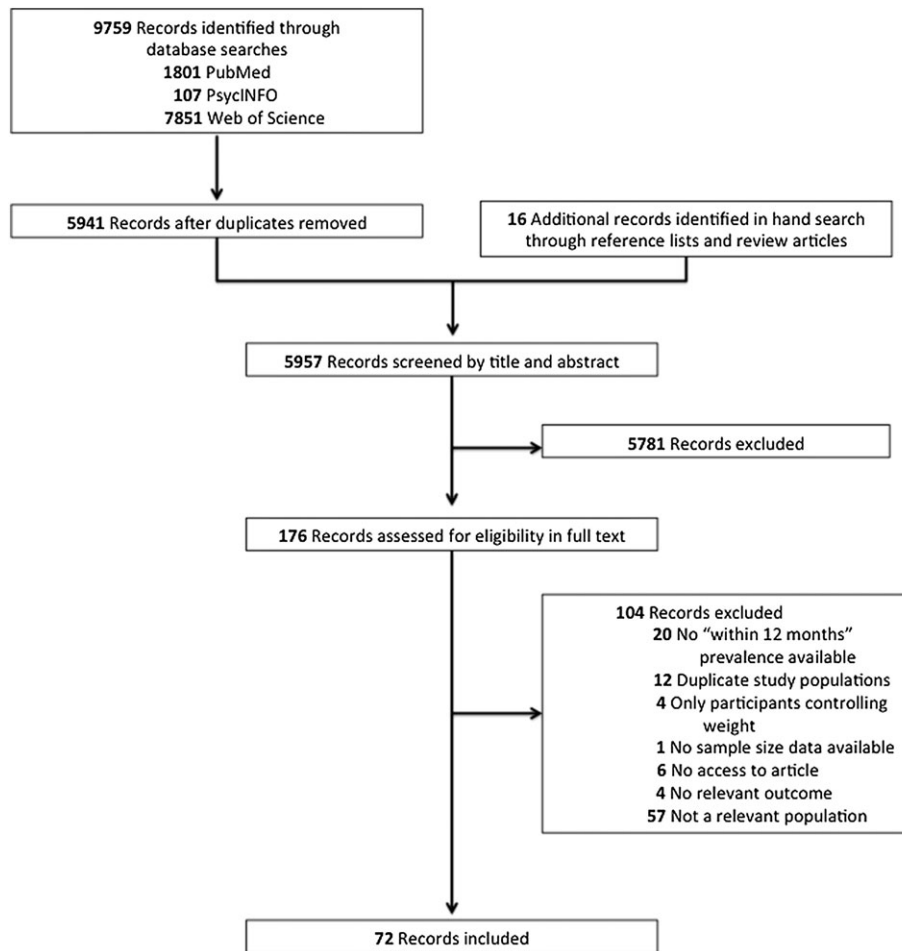 9759 Records identified through
database searches
1801 PubMed
107 PsycINFO
7851 Web of Science
5941 Records after duplicates removed
16 Additional records identified in hand search
through reference lists and review articles
5957 Records screened by title and abstract
5781 Records excluded
176 Records assessed for eligibility in full text
104 Records excluded
20 No “within 12 months”
prevalence available
12 Duplicate study populations
4 Only participants controlling
weight
1 No sample size data available
6 No access to article
4 No relevant outcome
57 Not a relevant population
72 Records included